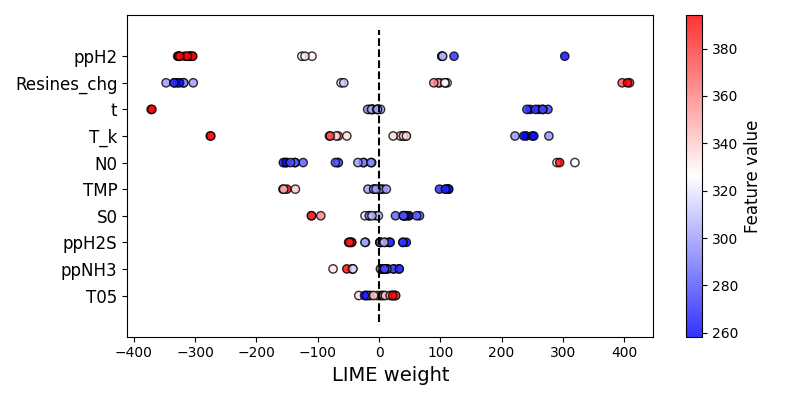 ppH2
Resines_chg
t
T_k
N0
TMP
S0
ppH2S
ppNH3
T05
−400 −300 −200 −100 0 100 200 300 400
LIME weight
380
360
340
320
300
280
260
Feature value